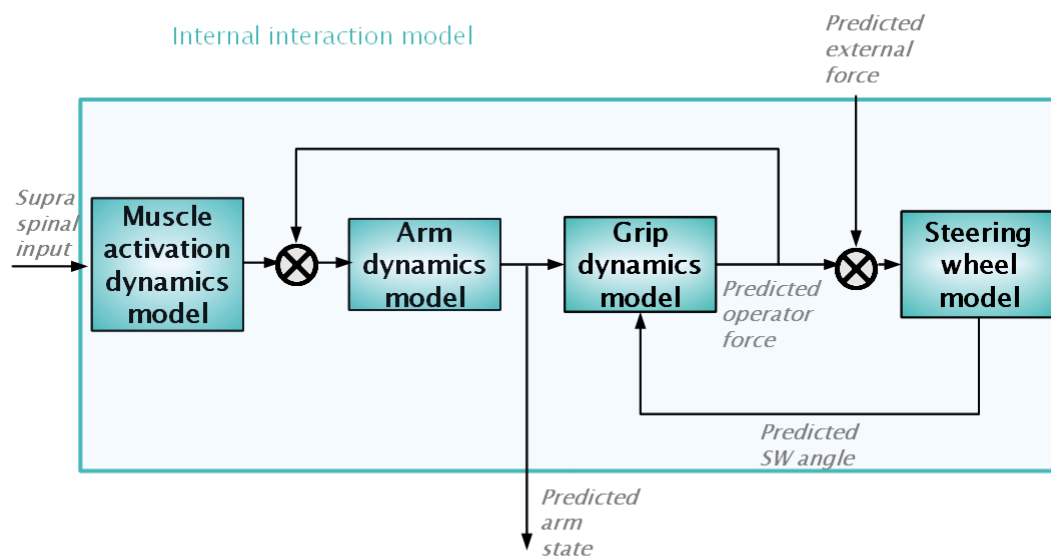 Internal interaction model
Predicted
external
force
Supra
spinal
input
Muscle
activation
dynamics
model
Arm
dynamics
model
Grip
dynamics
model
Predicted
operator
force
Steering
wheel
model
Predicted
SW angle
Predicted
arm
state